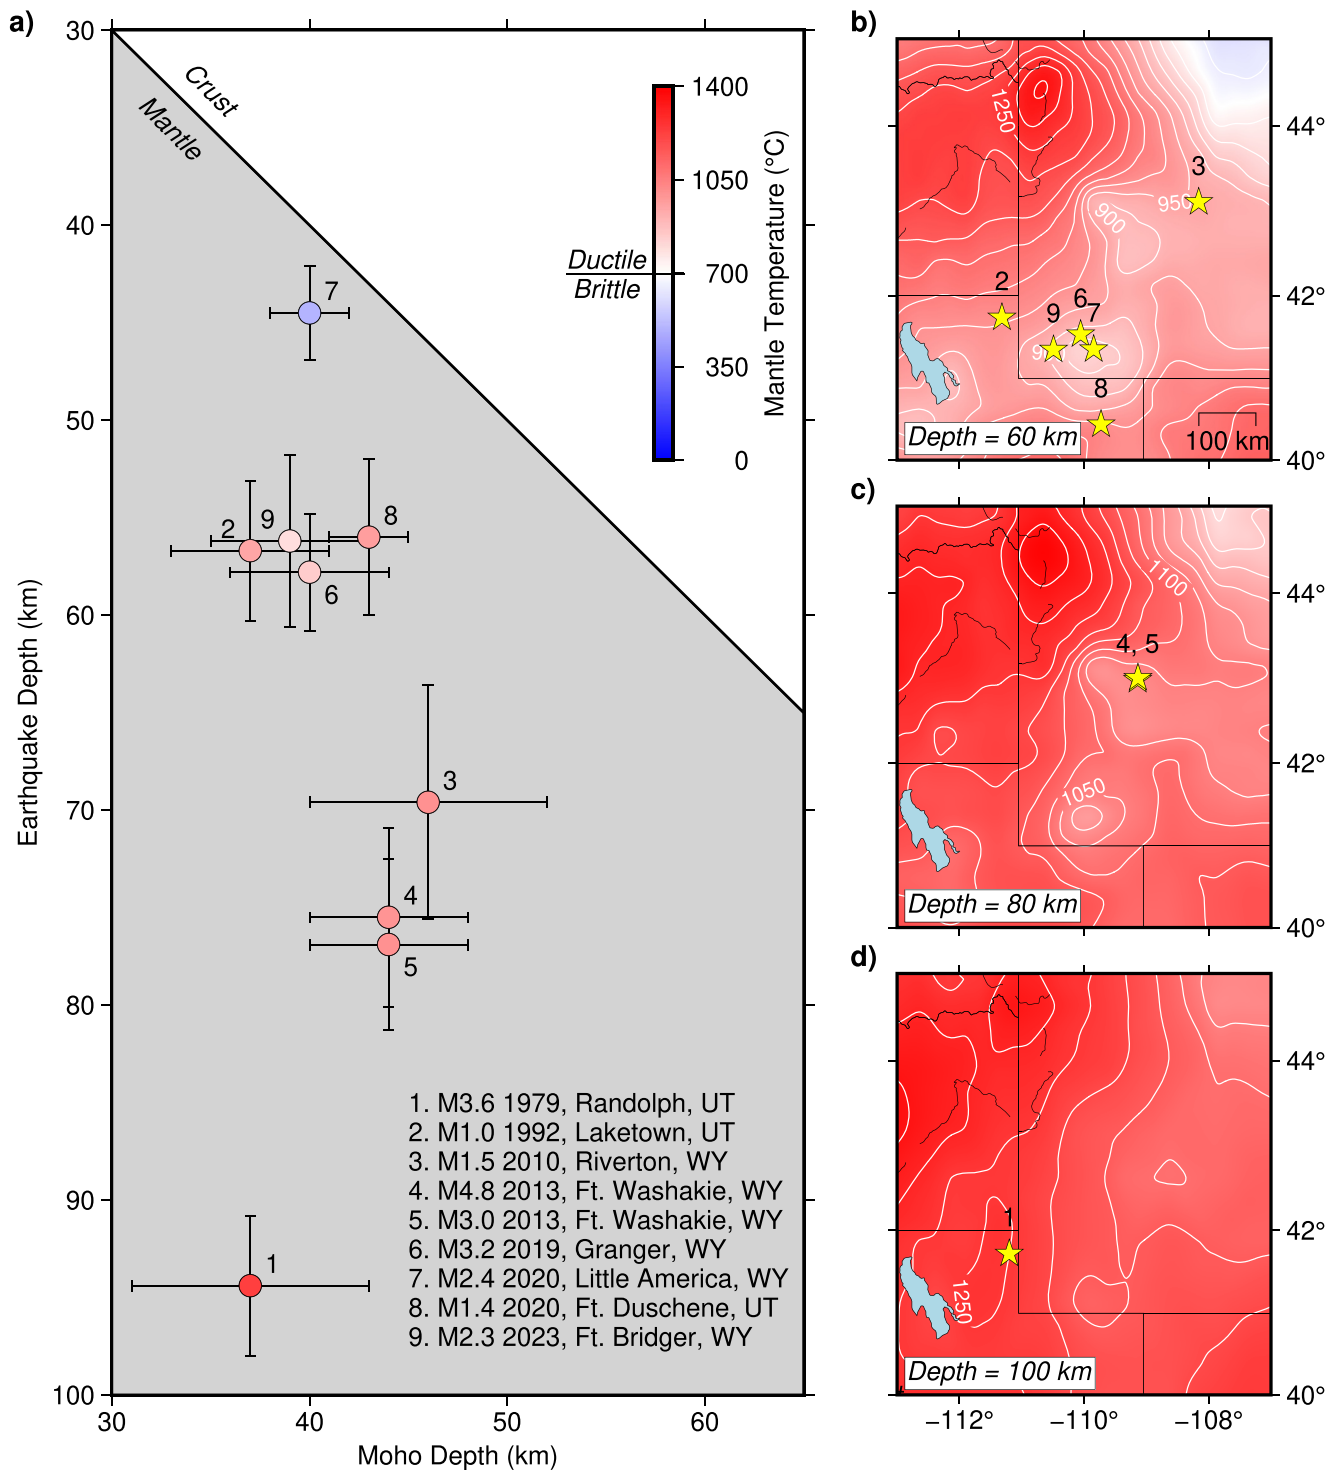 a)
30
40
50
60
70
80
90
100
Earthquake Depth (km)
30
40
50
60
Moho Depth (km)
Crust
Mantle
1400
1050
700
350
0
Mantle Temperature (°C)
Ductile
Brittle
7
2
9
8
6
3
4
5
1
1. M3.6 1979, Randolph, UT
2. M1.0 1992, Laketown, UT
3. M1.5 2010, Riverton, WY
4. M4.8 2013, Ft. Washakie, WY
5. M3.0 2013, Ft. Washakie, WY
6. M3.2 2019, Granger, WY
7. M2.4 2020, Little America, WY
8. M1.4 2020, Ft. Duschene, UT
9. M2.3 2023, Ft. Bridger, WY
b)
1250
3
950
900
2
6
9
7
8
100 km
Depth = 60 km
44°
42°
40°
c)
1100
4, 5
1050
Depth = 80 km
44°
42°
40°
d)
1
1250
Depth = 100 km
44°
42°
40°
−112°
−110°
−108°